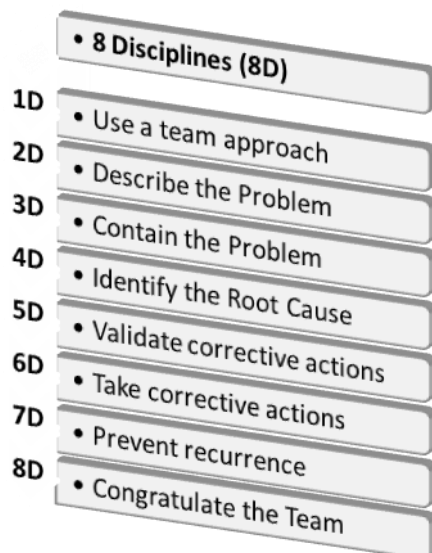 • 8 Disciplines (8D)
1D
• Use a team approach
2D
• Describe the Problem
3D
• Contain the Problem
4D
• Identify the Root Cause
5D
• Validate corrective actions
6D
• Take corrective actions
7D
• Prevent recurrence
8D
• Congratulate the Team